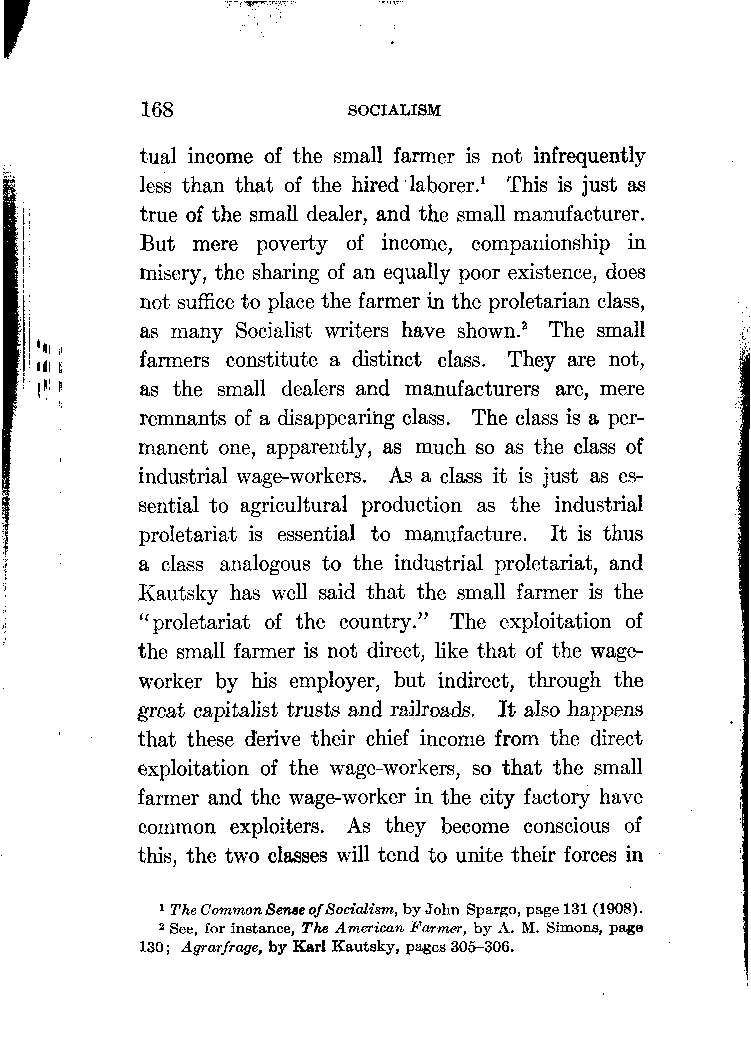 168 SOCIALISM
tual income of the small farmer is not infrequently
less than that of the hired laborer.¹ This is just as
true of the small dealer, and the small manufacturer.
But mere poverty of income, companionship in
misery, the sharing of an equally poor existence, does
not suffice to place the farmer in the proletarian class,
as many Socialist writers have shown.² The small
farmers constitute a distinct class. They are not,
as the small dealers and manufacturers are, mere
remnants of a disappearing class. The class is a per-
manent one, apparently, as much so as the class of
industrial wage-workers. As a class it is just as es-
sential to agricultural production as the industrial
proletariat is essential to manufacture. It is thus
a class analogous to the industrial proletariat, and
Kautsky has well said that the small farmer is the
"proletariat of the country." The exploitation of
the small farmer is not direct, like that of the wage-
worker by his employer, but indirect, through the
great capitalist trusts and railroads. It also happens
that these derive their chief income from the direct
exploitation of the wage-workers, so that the small
farmer and the wage-worker in the city factory have
common exploiters. As they become conscious of
this, the two classes will tend to unite their forces in
¹ The Common Sense of Socialism, by John Spargo, page 131 (1908).
² See, for instance, The American Farmer, by A. M. Simons, page
130; Agrarfrage, by Karl Kautsky, pages 305–306.